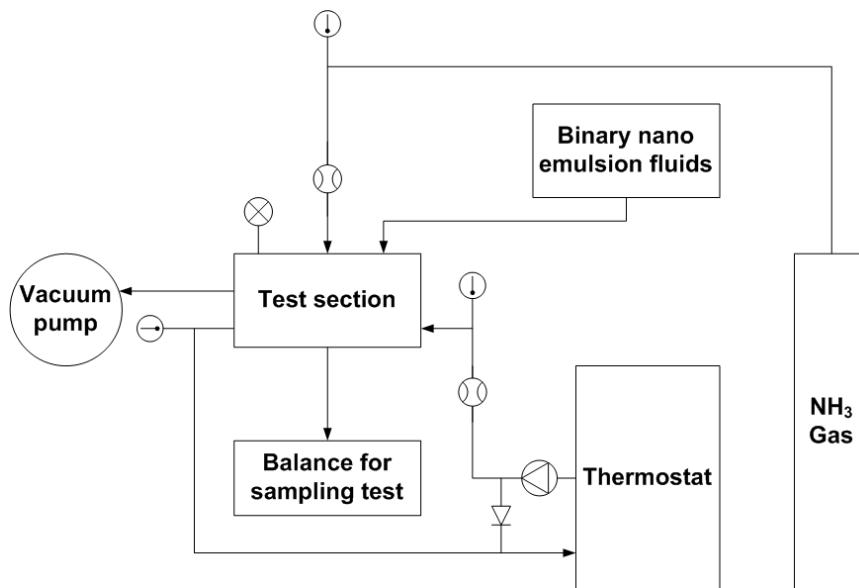 Binary nano
emulsion fluids
Vacuum
pump
Test section
NH₃
Gas
Balance for
sampling test
Thermostat